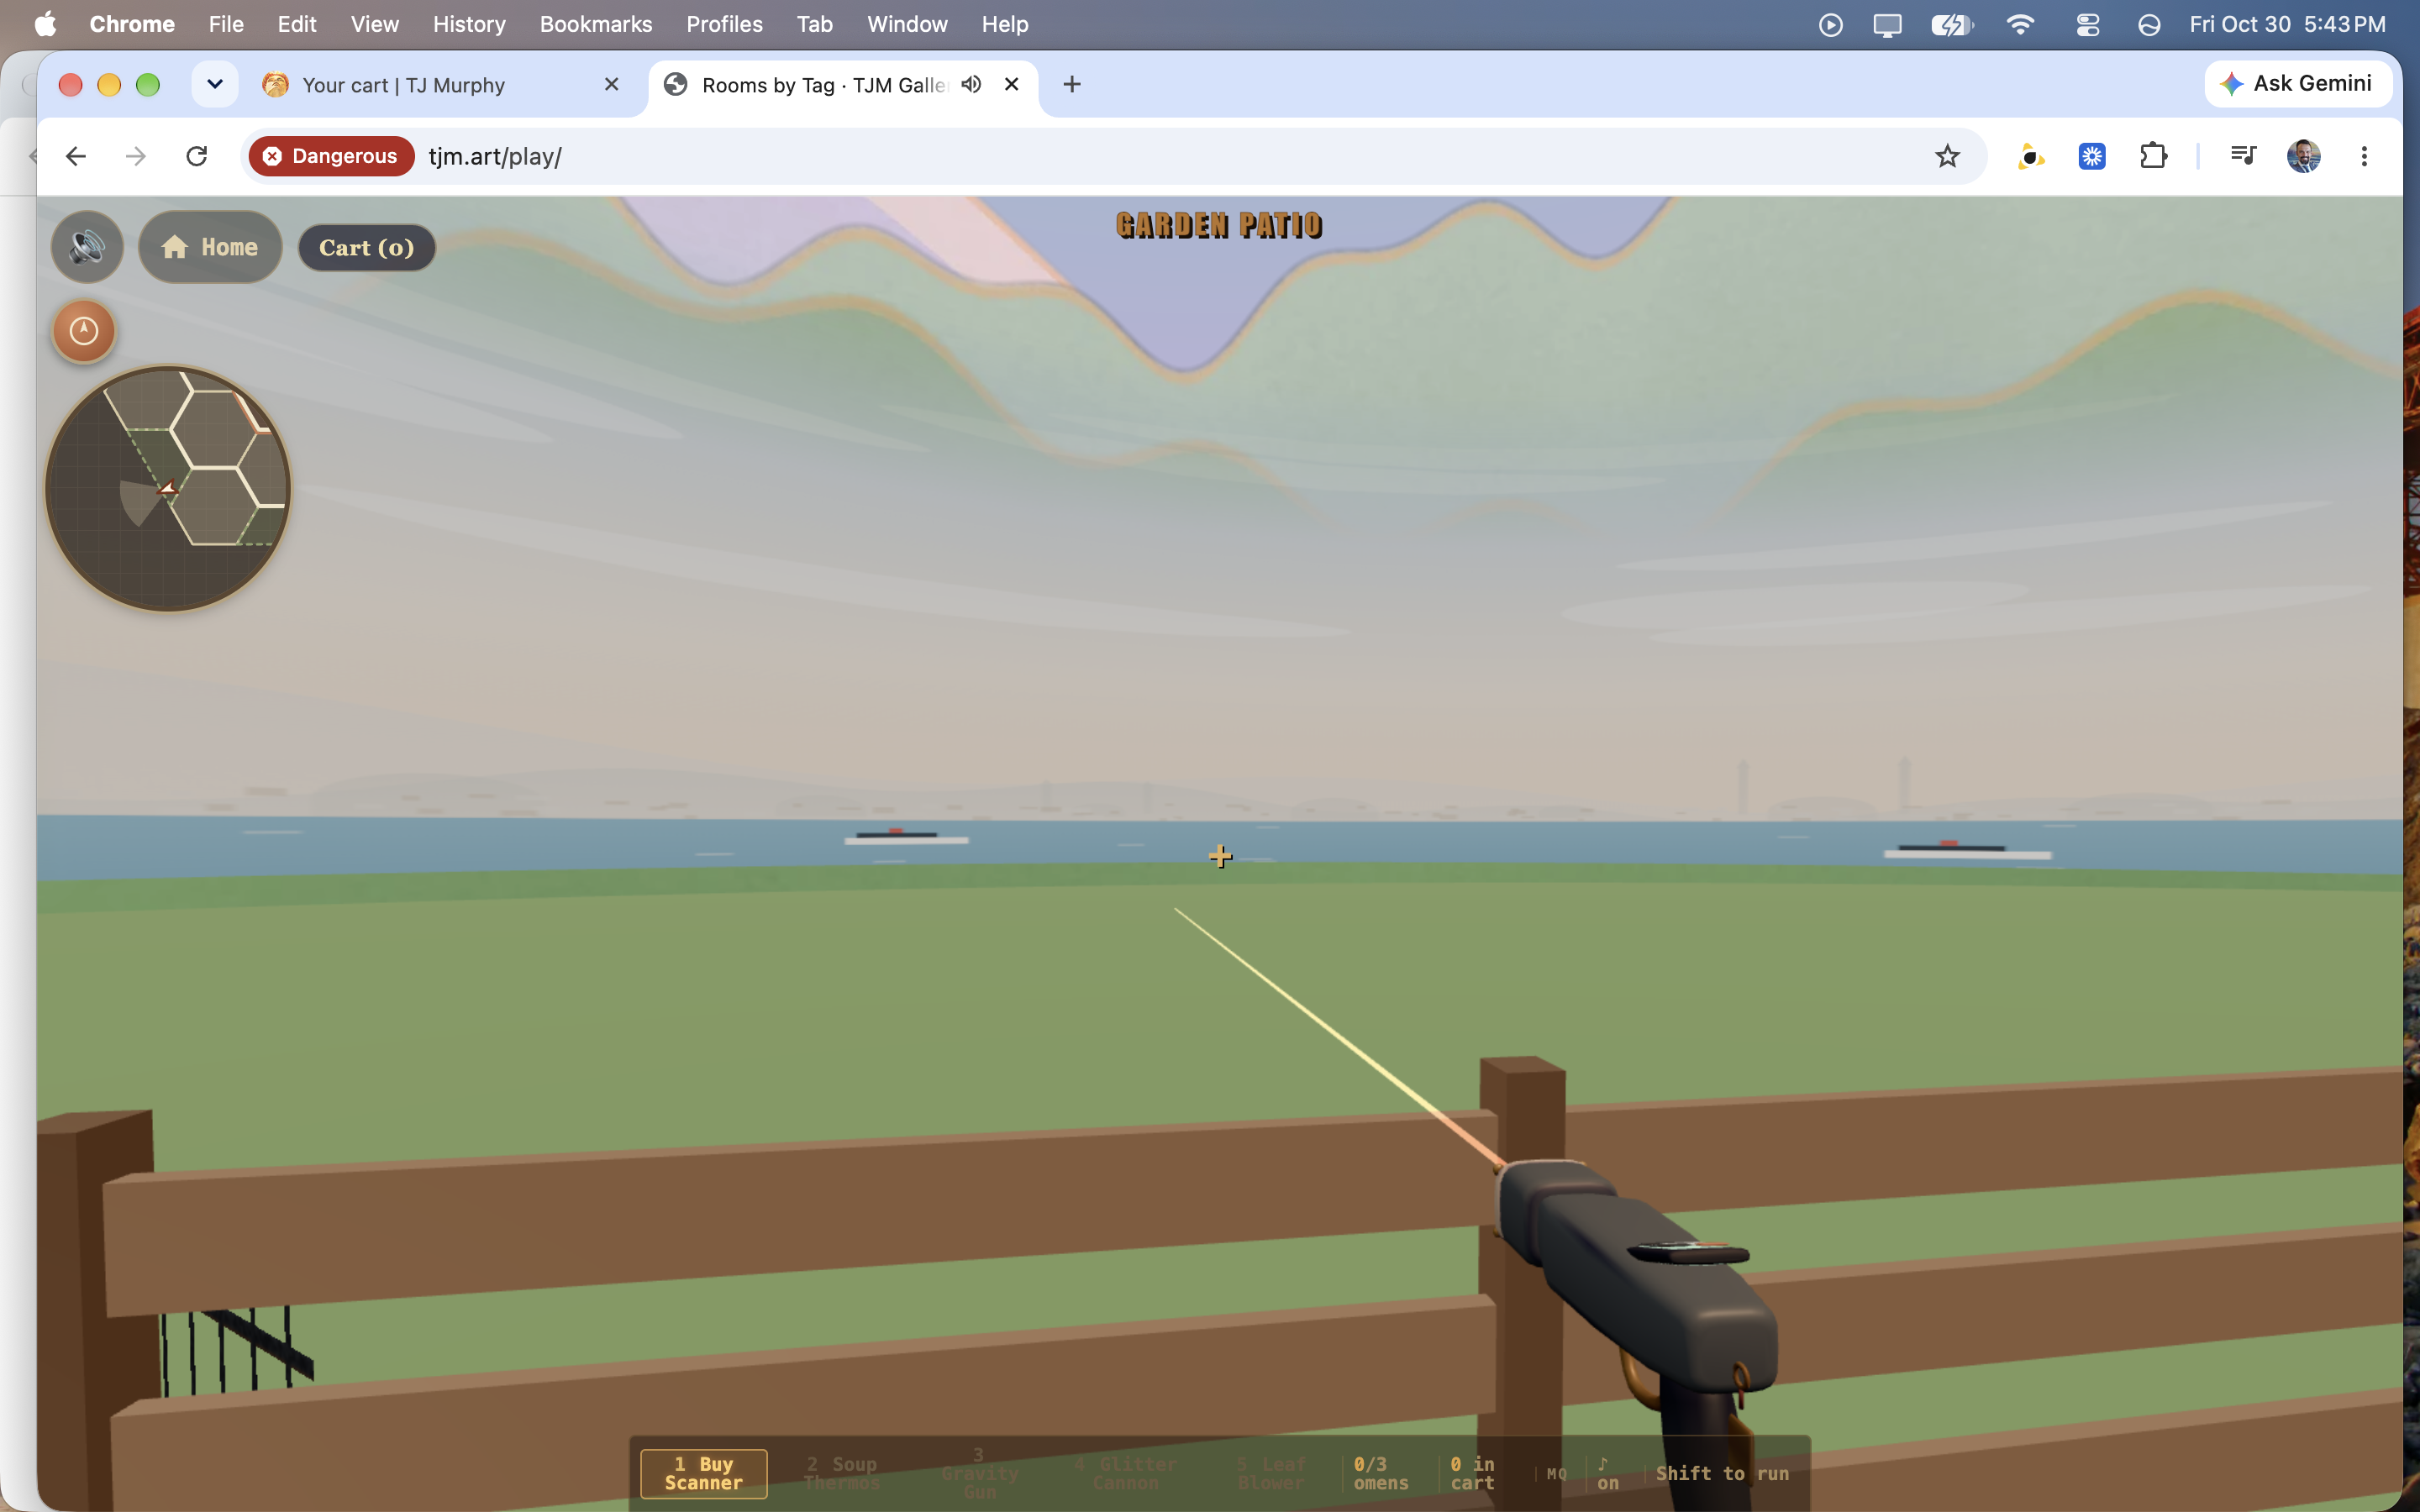 Chrome File Edit View History Bookmarks Profiles Tab Window Help Fri Oct 30 5:43 PM
Your cart | TJ Murphy Rooms by Tag · TJM Galle Ask Gemini
Dangerous tjm.art/play/
Home Cart (0) GARDEN PATIO
1 Buy Scanner
2 Soup Thermos
3 Gravity Gun
4 Glitter Cannon
5 Leaf Blower
0/3 omens
0 in cart
MQ
♪ on
Shift to run